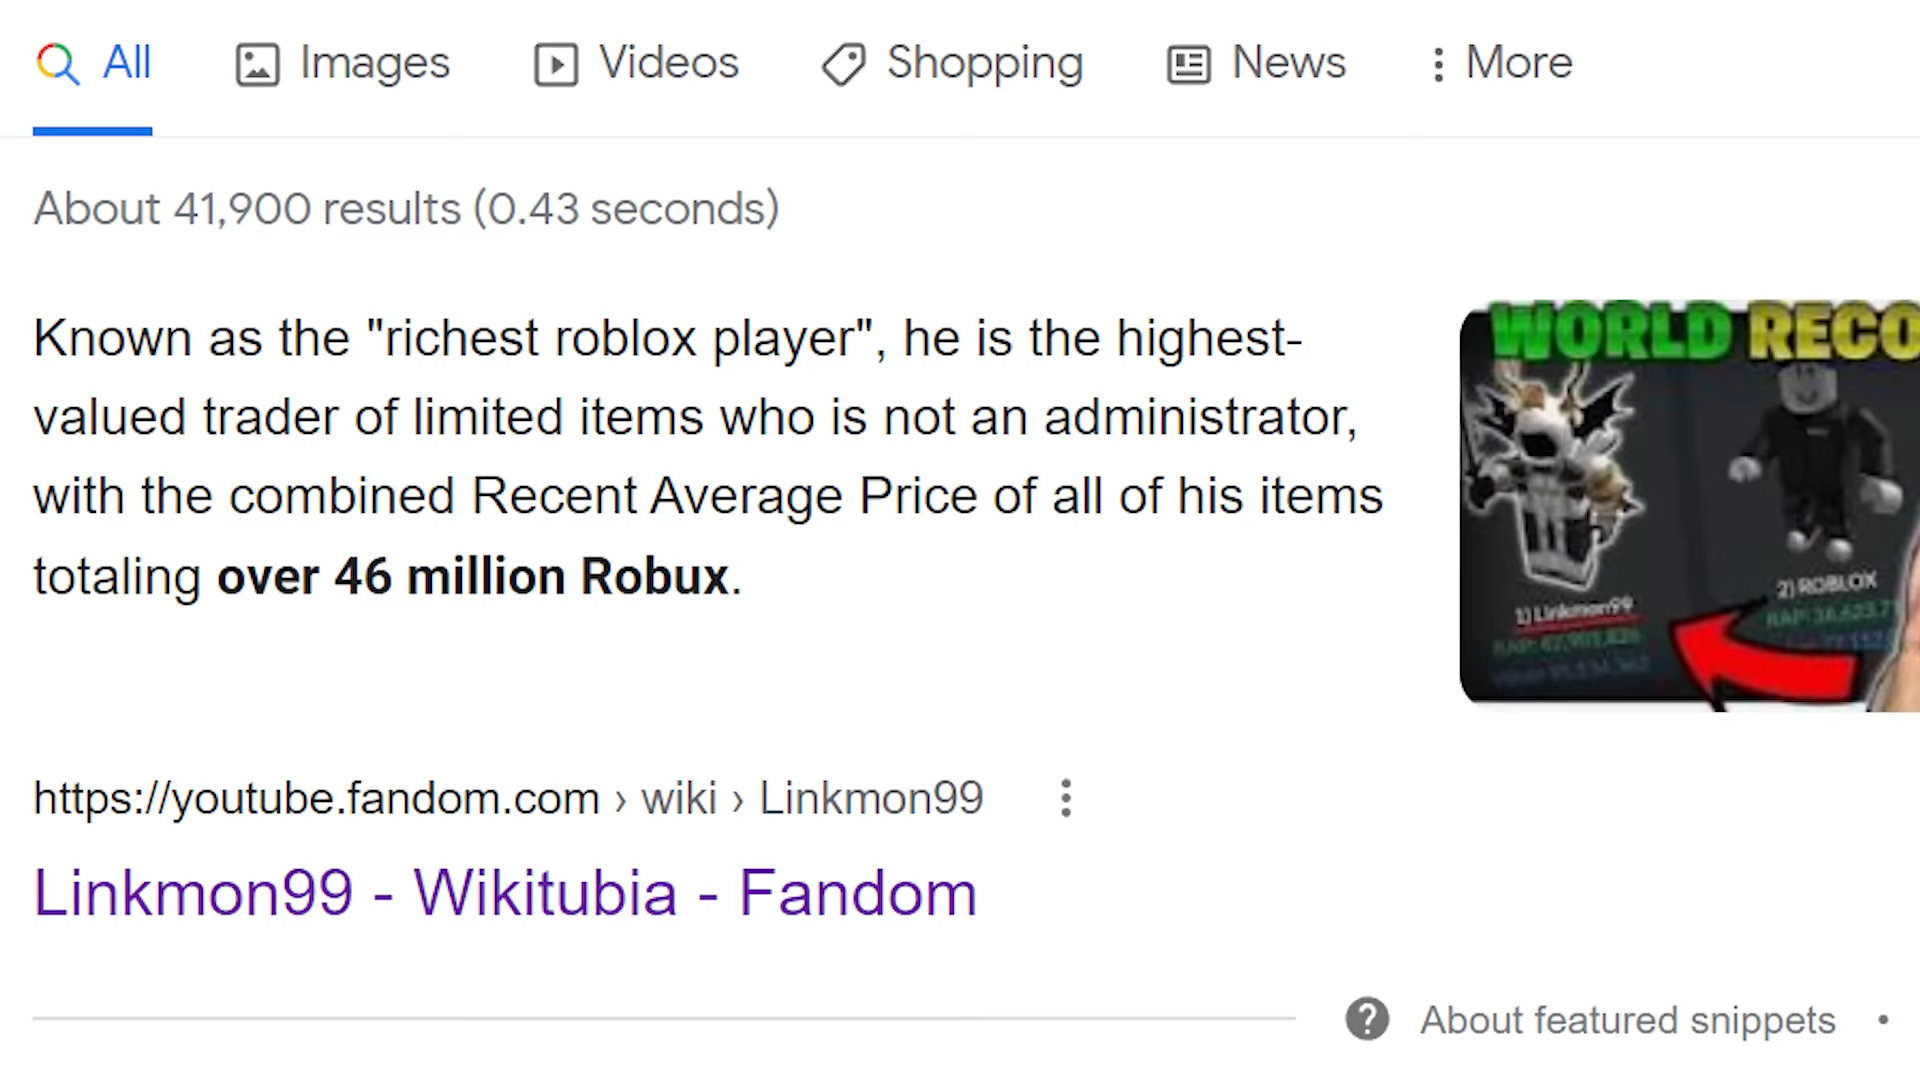 All Images Videos Shopping News More
About 41,900 results (0.43 seconds)
Known as the "richest roblox player", he is the highest-
valued trader of limited items who is not an administrator,
with the combined Recent Average Price of all of his items
totaling over 46 million Robux.
WORLD RECO
1) Linkmon99
2) ROBLOX
https://youtube.fandom.com › wiki › Linkmon99
Linkmon99 - Wikitubia - Fandom
About featured snippets •